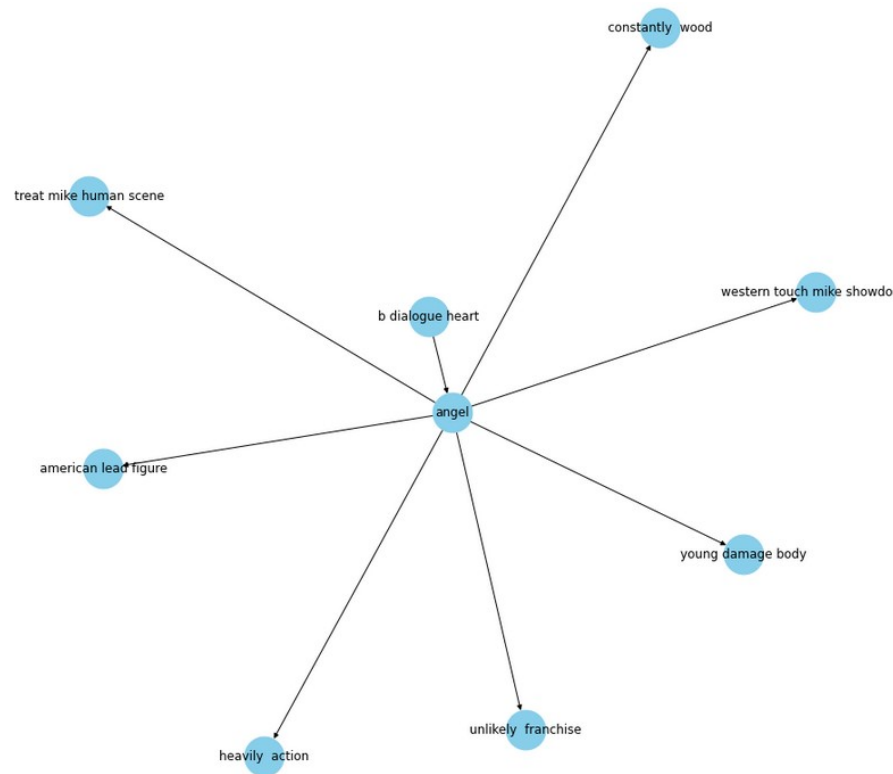 constantly  wood
treat mike human scene
western touch mike showdo
b dialogue heart
angel
american lead figure
young damage body
unlikely  franchise
heavily  action